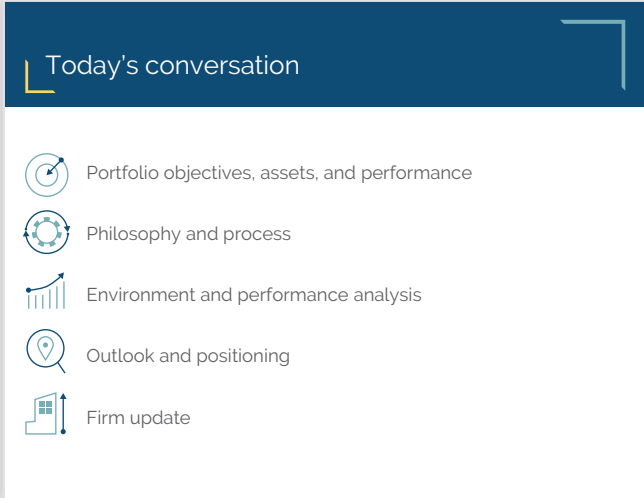 Today’s conversation
Portfolio objectives, assets, and performance
Philosophy and process
Environment and performance analysis
Outlook and positioning
Firm update